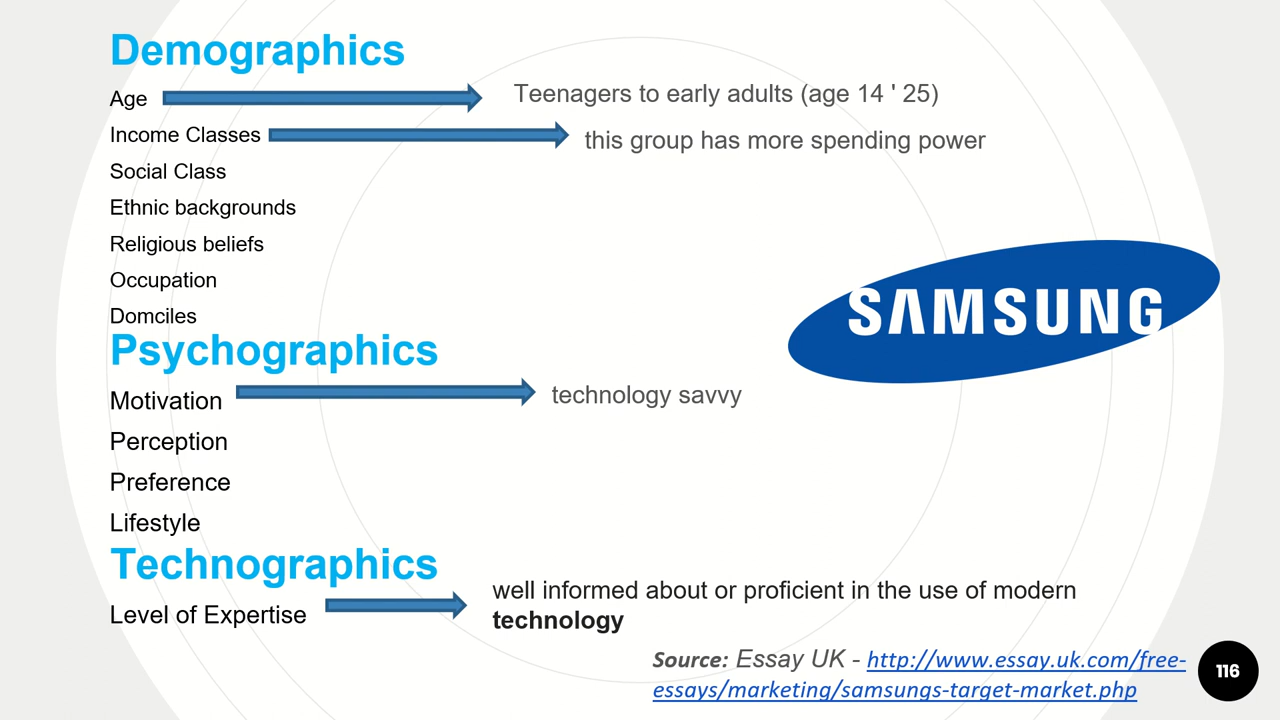 Demographics
Age
Teenagers to early adults (age 14 ' 25)
Income Classes
this group has more spending power
Social Class
Ethnic backgrounds
Religious beliefs
Occupation
Domciles
SAMSUNG
Psychographics
Motivation
technology savvy
Perception
Preference
Lifestyle
Technographics
Level of Expertise
well informed about or proficient in the use of modern
technology
Source: Essay UK - http://www.essay.uk.com/free-
essays/marketing/samsungs-target-market.php
116